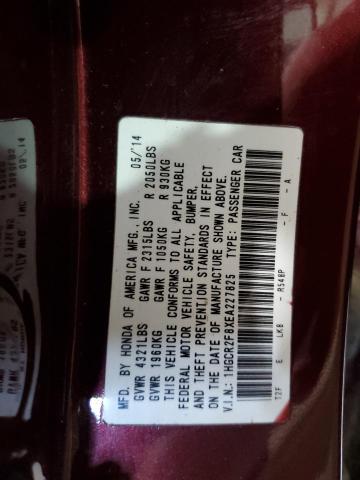 MFD. BY HONDA OF AMERICA MFG., INC. 05/14
GVWR 4321LBS GAWR F 2315LBS R 2050LBS
GVWR 1960KG GAWR F 1050KG R 930KG
THIS VEHICLE CONFORMS TO ALL APPLICABLE
FEDERAL MOTOR VEHICLE SAFETY, BUMPER,
AND THEFT PREVENTION STANDARDS IN EFFECT
ON THE DATE OF MANUFACTURE SHOWN ABOVE.
V.I.N.: 1HGCR2F8XEA227825 TYPE: PASSENGER CAR
T2F E LKB - R548P - F - A